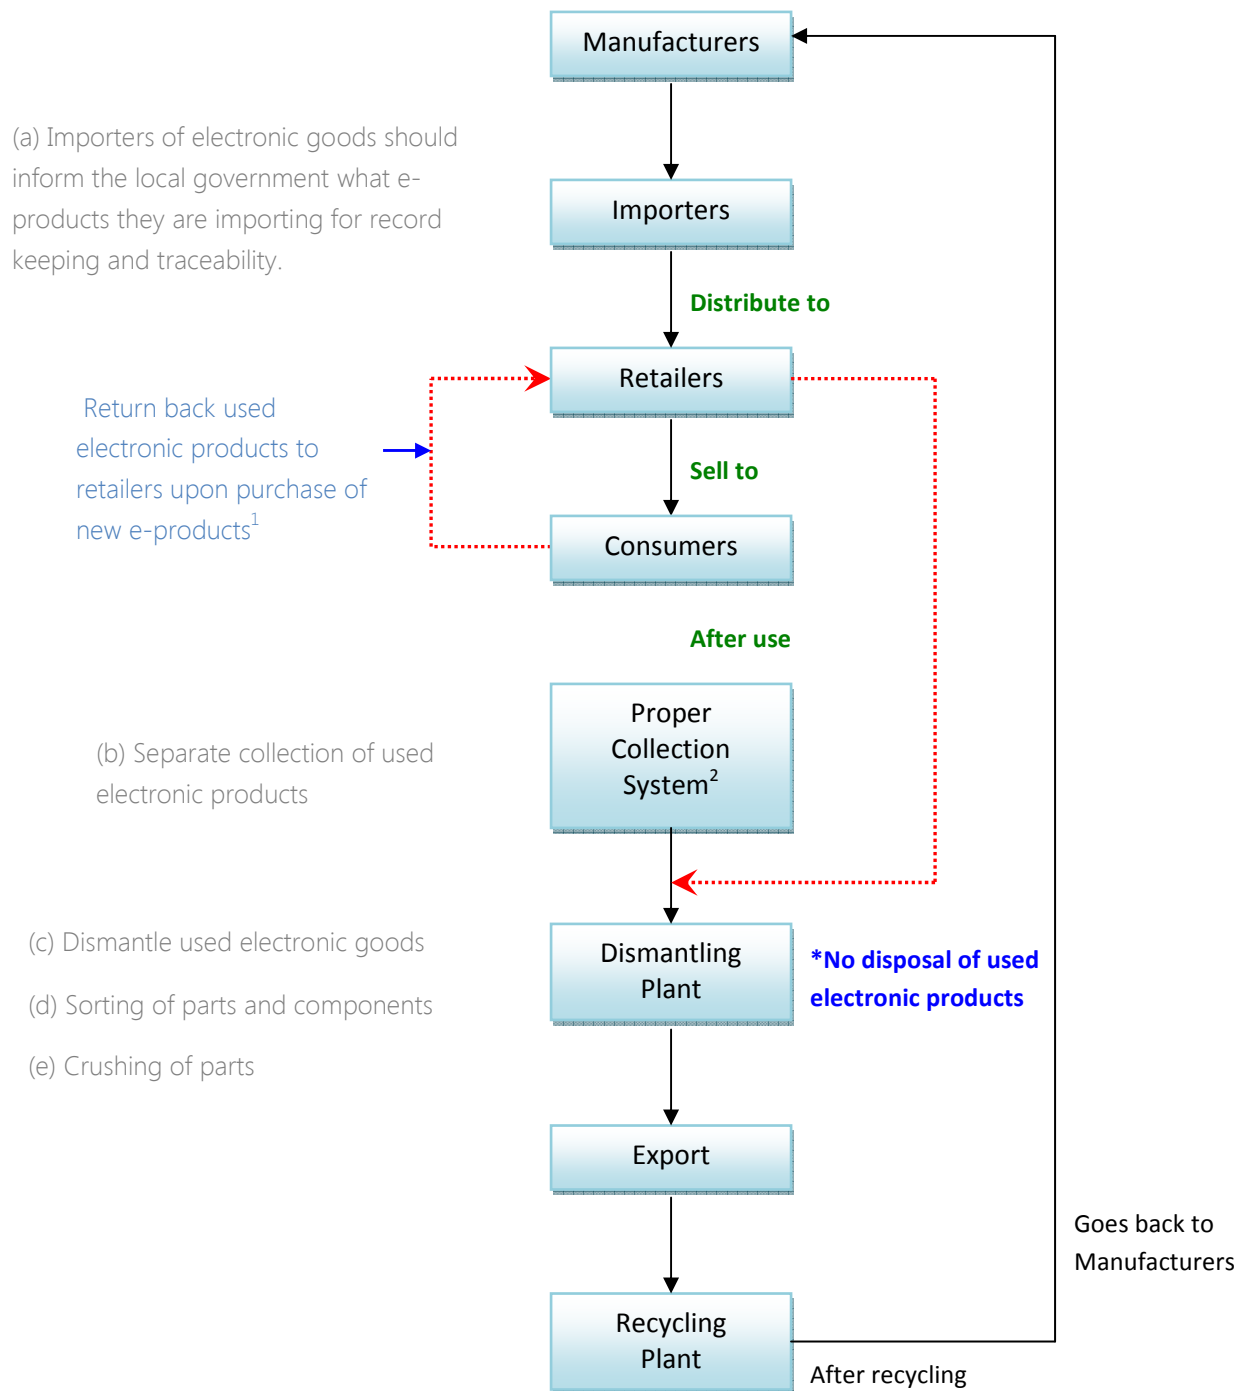 Manufacturers
(a) Importers of electronic goods should
inform the local government what e-
products they are importing for record
keeping and traceability.
Importers
Distribute to
Retailers
Return back used
electronic products to
retailers upon purchase of
new e-products¹
Sell to
Consumers
After use
Proper
Collection
System²
(b) Separate collection of used
electronic products
(c) Dismantle used electronic goods
(d) Sorting of parts and components
(e) Crushing of parts
Dismantling
Plant
*No disposal of used
electronic products
Export
Goes back to
Manufacturers
Recycling
Plant
After recycling